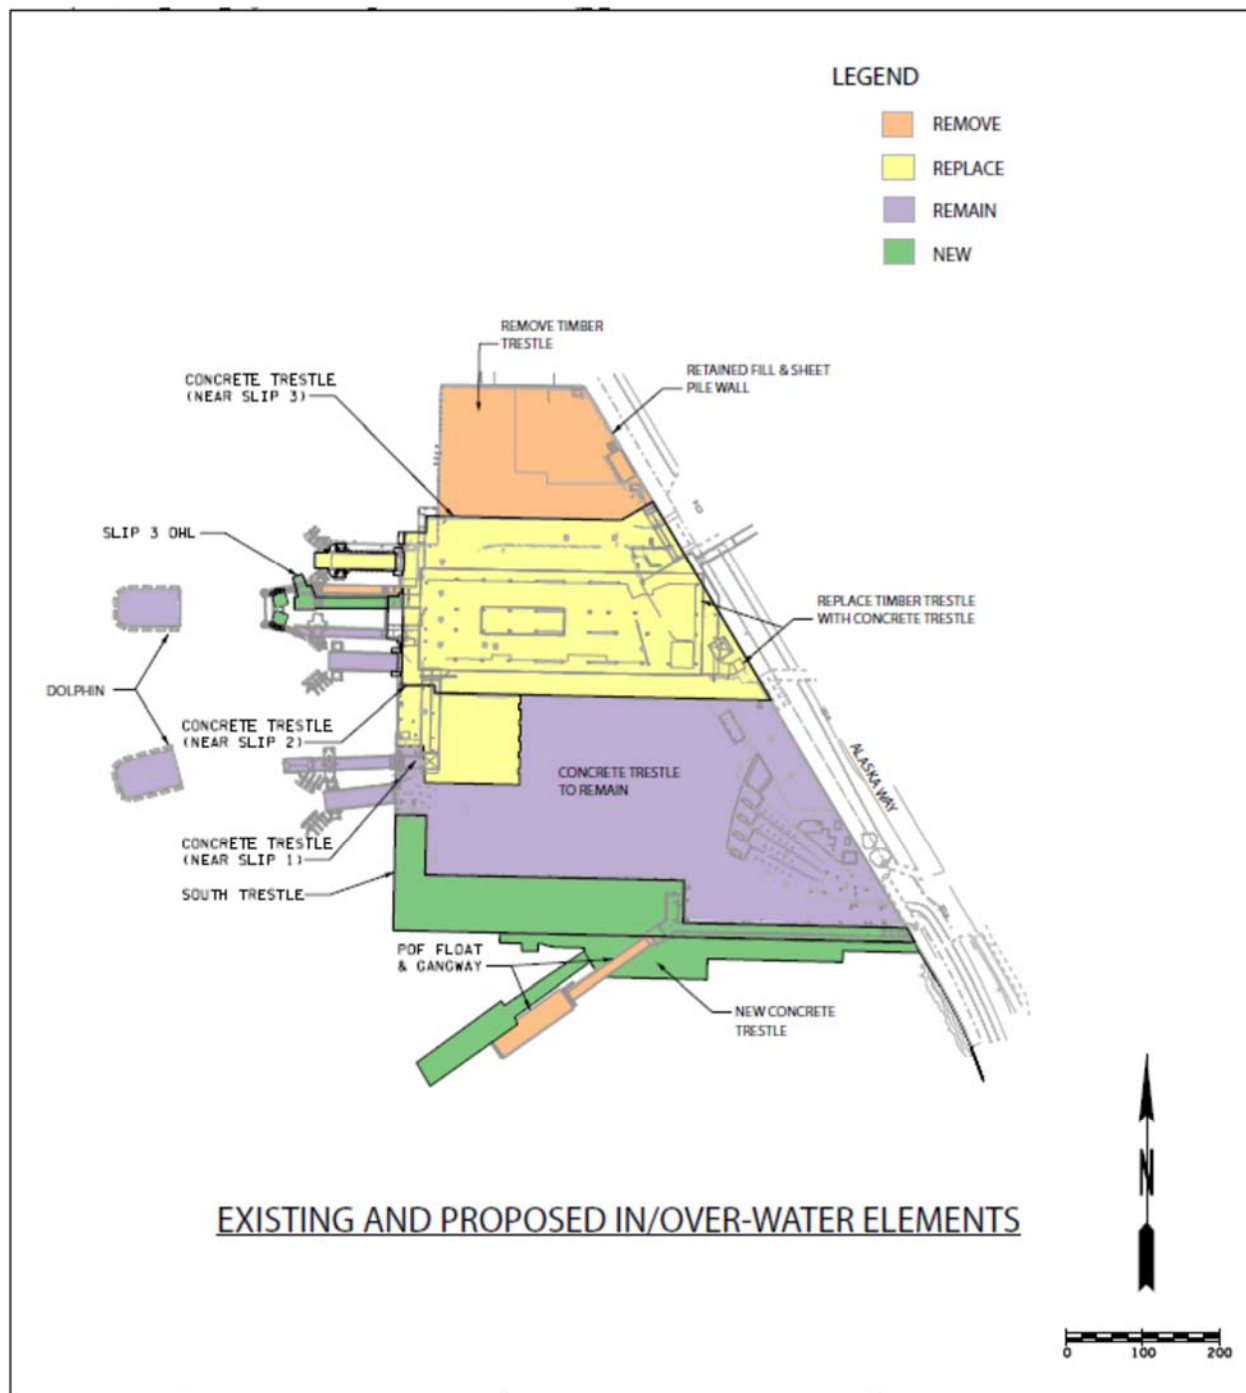 LEGEND
REMOVE
REPLACE
REMAIN
NEW
REMOVE TIMBER
TRESTLE
RETAINED FILL & SHEET
PILE WALL
CONCRETE TRESTLE
(NEAR SLIP 3)
SLIP 3 OHL
REPLACE TIMBER TRESTLE
WITH CONCRETE TRESTLE
DOLPHIN
CONCRETE TRESTLE
(NEAR SLIP 2)
CONCRETE TRESTLE
TO REMAIN
ALASKA WAY
CONCRETE TRESTLE
(NEAR SLIP 1)
SOUTH TRESTLE
POF FLOAT
& GANGWAY
NEW CONCRETE
TRESTLE
N
EXISTING AND PROPOSED IN/OVER-WATER ELEMENTS
0 100 200